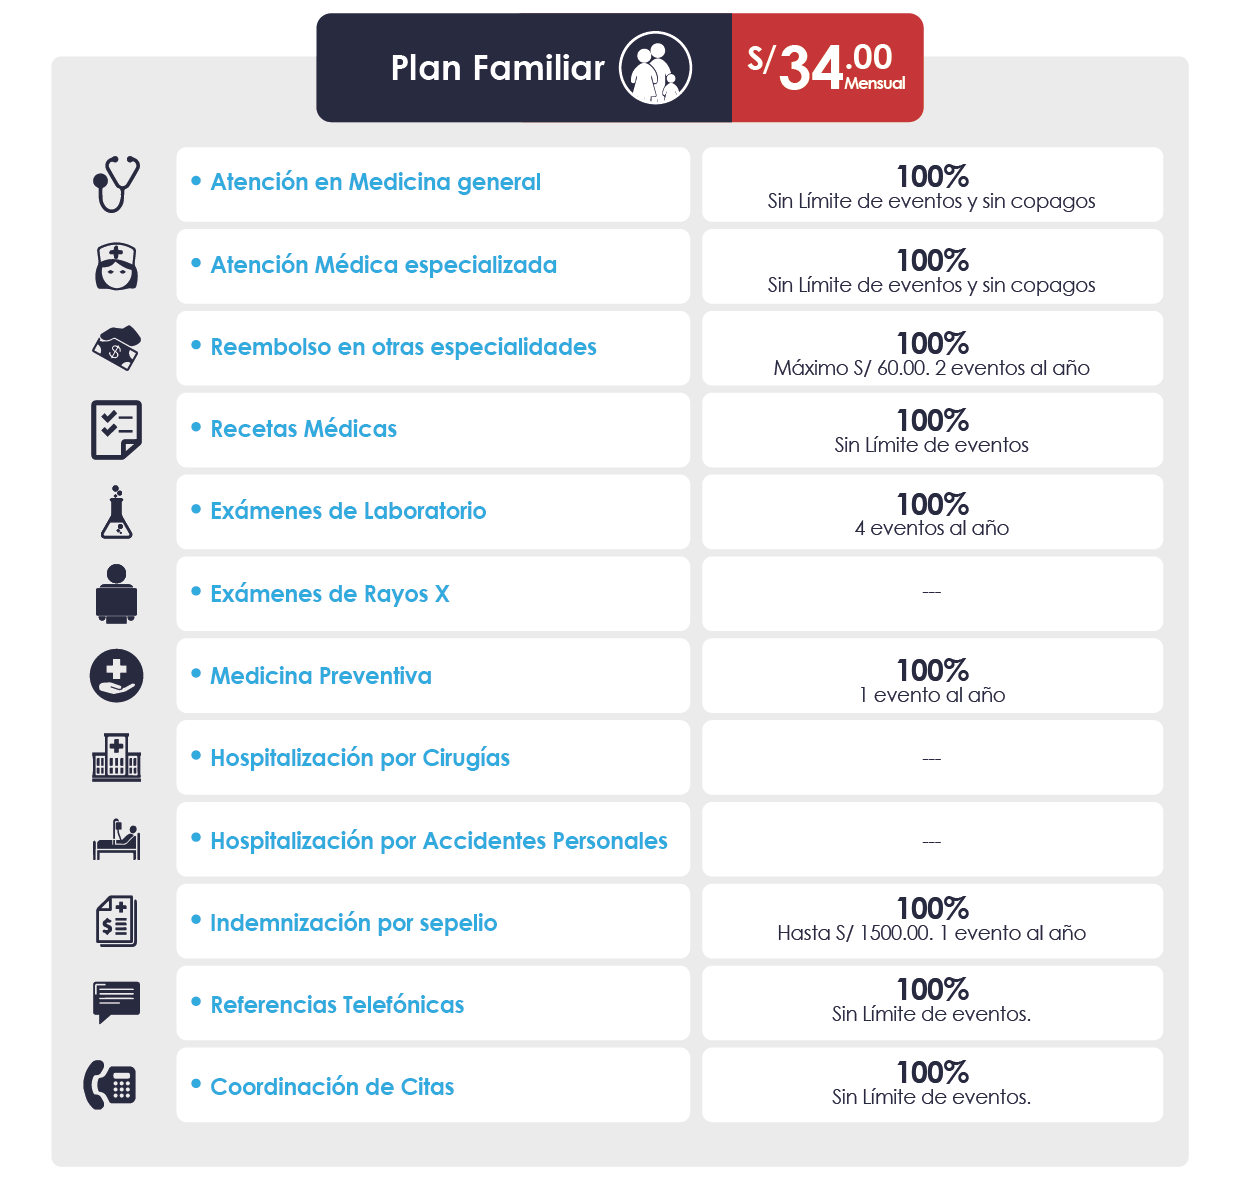 Plan Familiar
S/34.00
Mensual
• Atención en Medicina general
100%
Sin Límite de eventos y sin copagos
• Atención Médica especializada
100%
Sin Límite de eventos y sin copagos
• Reembolso en otras especialidades
100%
Máximo S/ 60.00. 2 eventos al año
• Recetas Médicas
100%
Sin Límite de eventos
• Exámenes de Laboratorio
100%
4 eventos al año
• Exámenes de Rayos X
---
• Medicina Preventiva
100%
1 evento al año
• Hospitalización por Cirugías
---
• Hospitalización por Accidentes Personales
---
• Indemnización por sepelio
100%
Hasta S/ 1500.00. 1 evento al año
• Referencias Telefónicas
100%
Sin Límite de eventos.
• Coordinación de Citas
100%
Sin Límite de eventos.